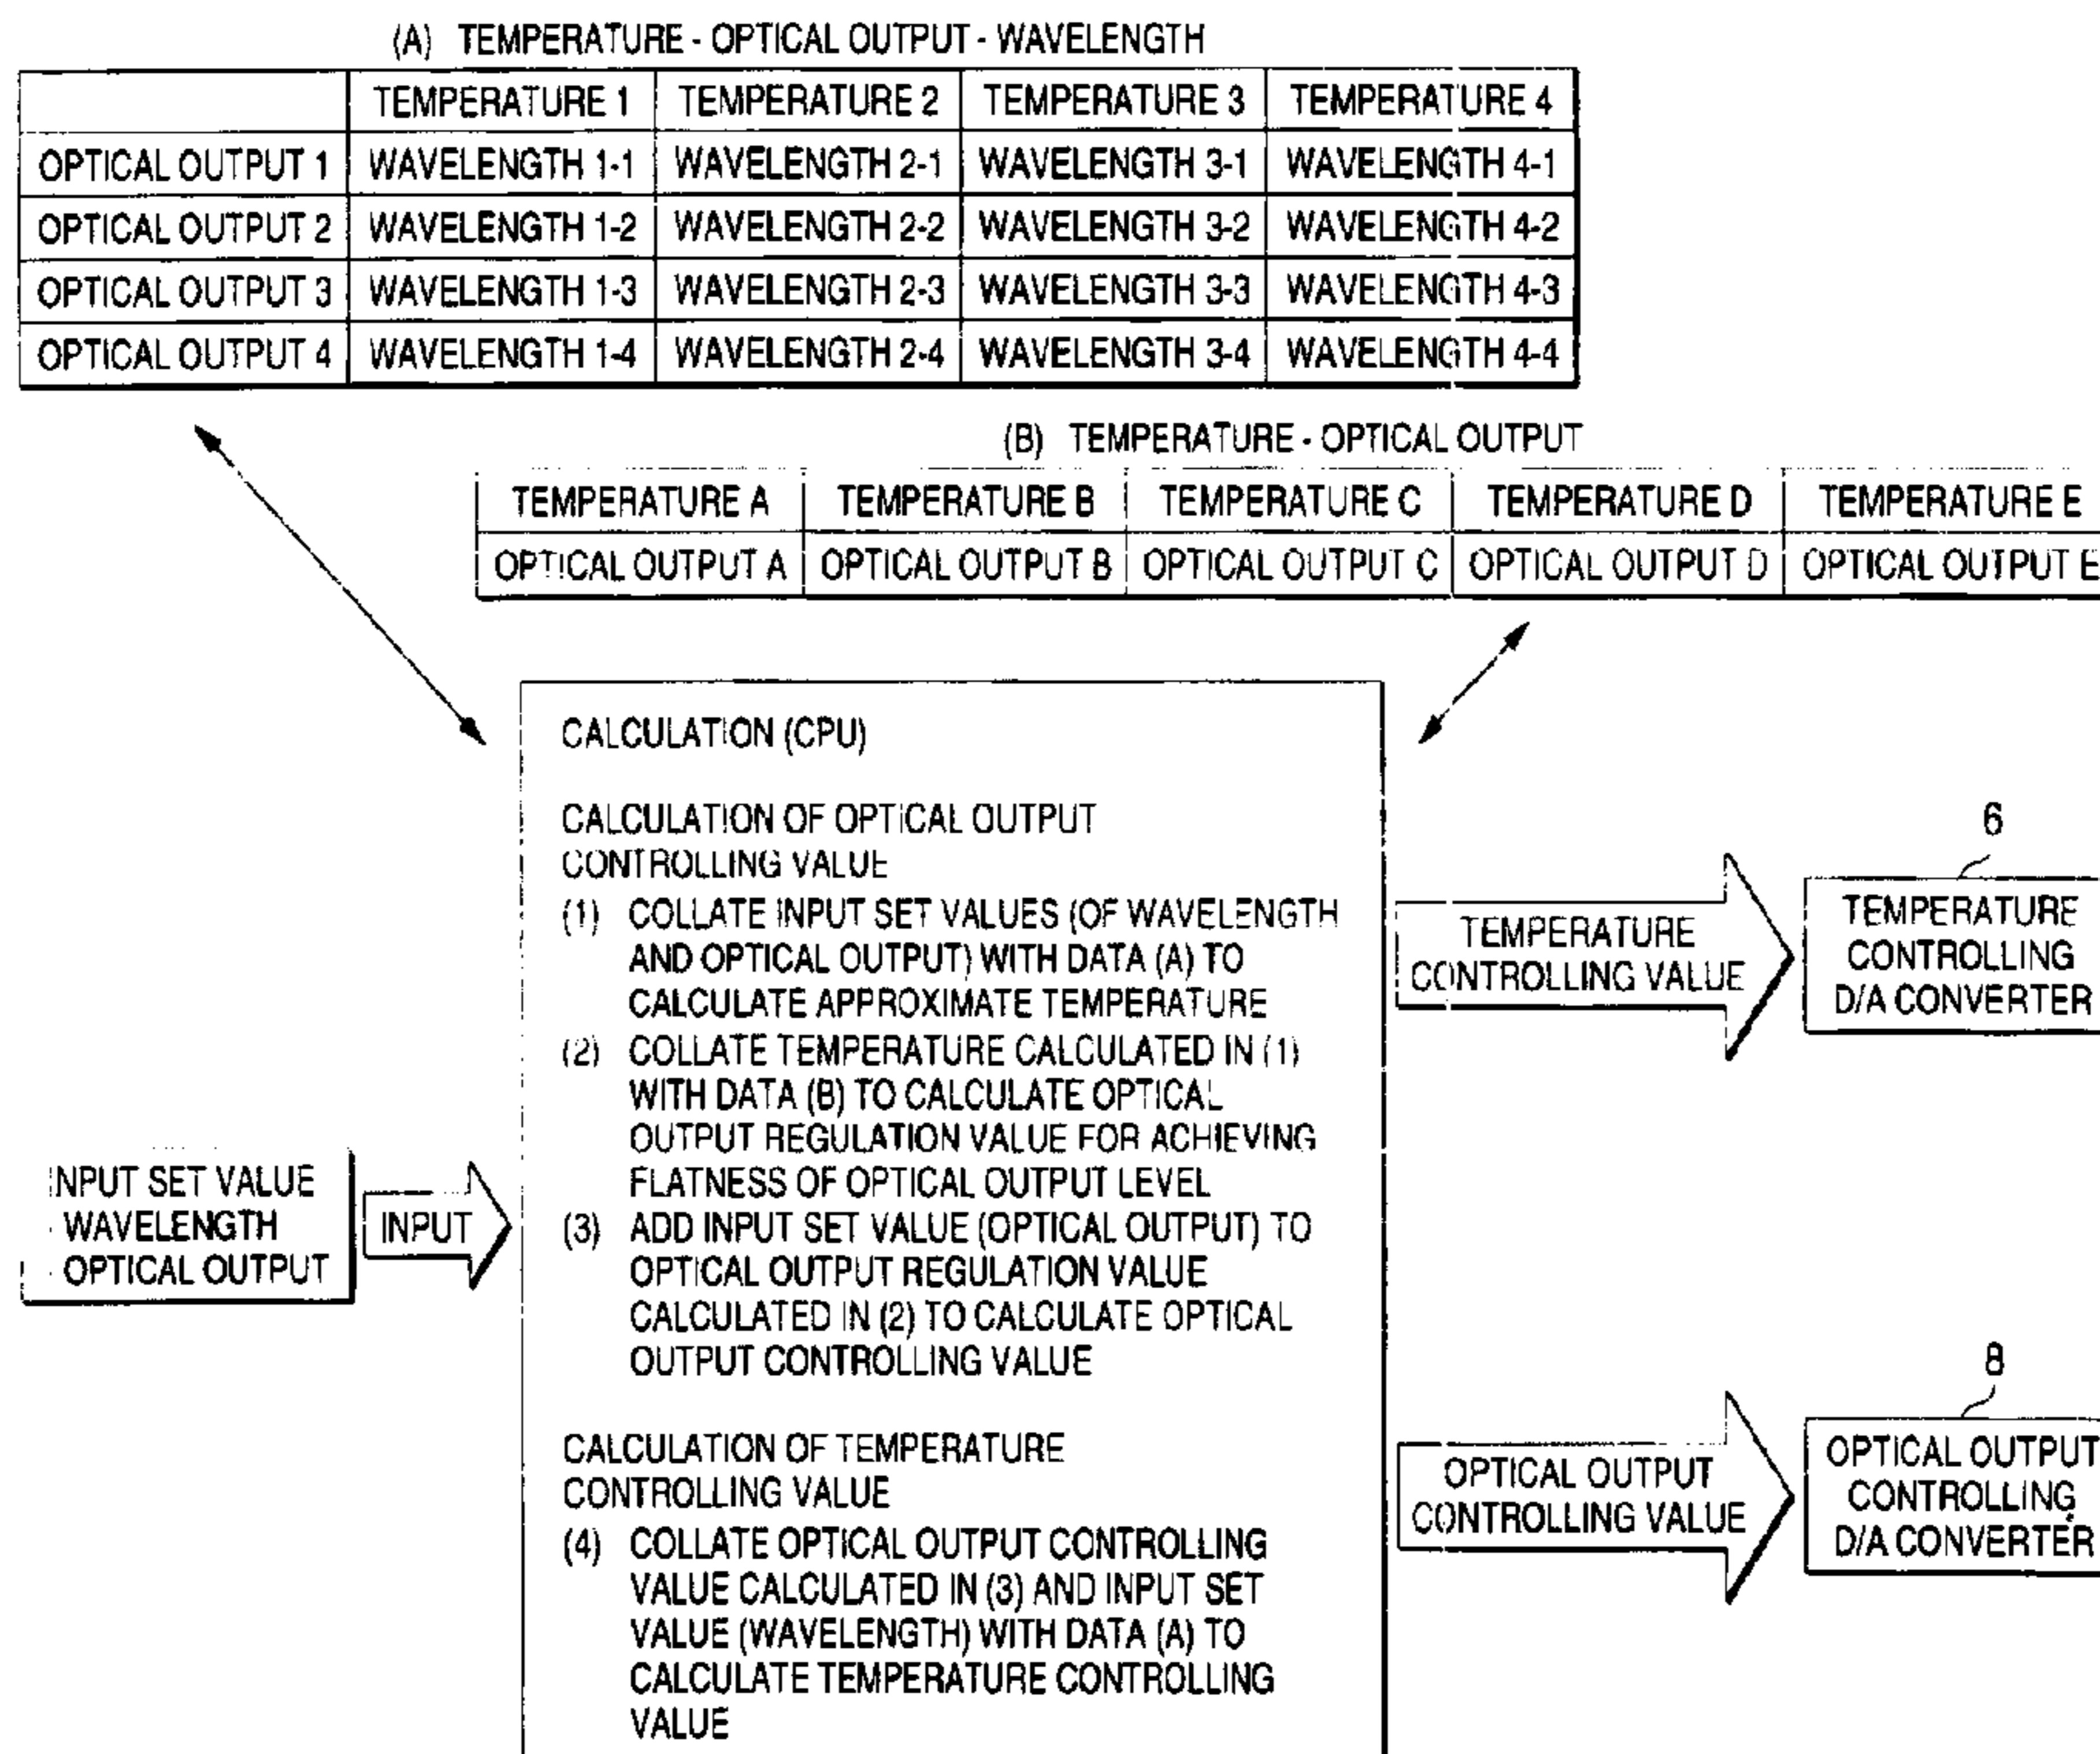 (A) TEMPERATURE - OPTICAL OUTPUT - WAVELENGTH
TEMPERATURE 1 TEMPERATURE 2 TEMPERATURE 3 TEMPERATURE 4
OPTICAL OUTPUT 1 WAVELENGTH 1-1 WAVELENGTH 2-1 WAVELENGTH 3-1 WAVELENGTH 4-1
OPTICAL OUTPUT 2 WAVELENGTH 1-2 WAVELENGTH 2-2 WAVELENGTH 3-2 WAVELENGTH 4-2
OPTICAL OUTPUT 3 WAVELENGTH 1-3 WAVELENGTH 2-3 WAVELENGTH 3-3 WAVELENGTH 4-3
OPTICAL OUTPUT 4 WAVELENGTH 1-4 WAVELENGTH 2-4 WAVELENGTH 3-4 WAVELENGTH 4-4
(B) TEMPERATURE - OPTICAL OUTPUT
TEMPERATURE A TEMPERATURE B TEMPERATURE C TEMPERATURE D TEMPERATURE E
OPTICAL OUTPUT A OPTICAL OUTPUT B OPTICAL OUTPUT C OPTICAL OUTPUT D OPTICAL OUTPUT E
INPUT SET VALUE
· WAVELENGTH
· OPTICAL OUTPUT
INPUT
CALCULATION (CPU)
CALCULATION OF OPTICAL OUTPUT
CONTROLLING VALUE
(1) COLLATE INPUT SET VALUES (OF WAVELENGTH
AND OPTICAL OUTPUT) WITH DATA (A) TO
CALCULATE APPROXIMATE TEMPERATURE
(2) COLLATE TEMPERATURE CALCULATED IN (1)
WITH DATA (B) TO CALCULATE OPTICAL
OUTPUT REGULATION VALUE FOR ACHIEVING
FLATNESS OF OPTICAL OUTPUT LEVEL
(3) ADD INPUT SET VALUE (OPTICAL OUTPUT) TO
OPTICAL OUTPUT REGULATION VALUE
CALCULATED IN (2) TO CALCULATE OPTICAL
OUTPUT CONTROLLING VALUE
CALCULATION OF TEMPERATURE
CONTROLLING VALUE
(4) COLLATE OPTICAL OUTPUT CONTROLLING
VALUE CALCULATED IN (3) AND INPUT SET
VALUE (WAVELENGTH) WITH DATA (A) TO
CALCULATE TEMPERATURE CONTROLLING
VALUE
TEMPERATURE
CONTROLLING VALUE
6
TEMPERATURE
CONTROLLING
D/A CONVERTER
OPTICAL OUTPUT
CONTROLLING VALUE
8
OPTICAL OUTPUT
CONTROLLING
D/A CONVERTER